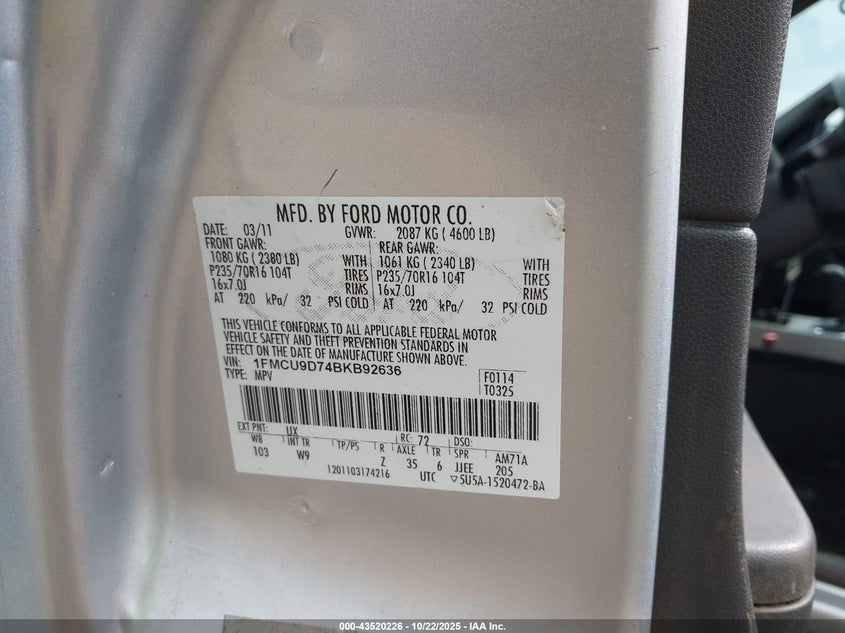 MFD. BY FORD MOTOR CO.
DATE: 03/11 GVWR: 2087 KG ( 4600 LB)
FRONT GAWR: REAR GAWR:
1080 KG ( 2380 LB) WITH 1061 KG ( 2340 LB) WITH
P235/70R16 104T TIRES P235/70R16 104T TIRES
16x7.0J RIMS 16x7.0J RIMS
AT 220 kPa/ 32 PSI COLD AT 220 kPa/ 32 PSI COLD
THIS VEHICLE CONFORMS TO ALL APPLICABLE FEDERAL MOTOR
VEHICLE SAFETY AND THEFT PREVENTION STANDARDS IN
EFFECT ON THE DATE OF MANUFACTURE SHOWN ABOVE.
VIN: 1FMCU9D74BKB92636 F0114
TYPE: MPV T0325
EXT PNT: UX RC: 72 DSO:
WB INT TR TP/PS R AXLE TR SPR AM71A
103 W9 Z 35 6 JJEE 205
1201103174216 UTC ▽5U5A-1520472-BA
000-43520226 - 10/22/2025 - IAA Inc.